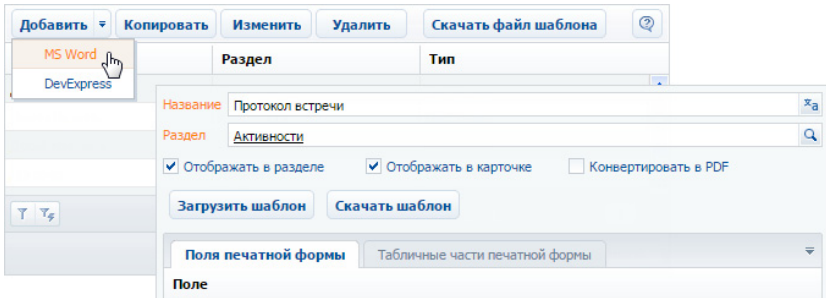 Добавить Копировать Изменить Удалить Скачать файл шаблона
MS Word
DevExpress
Раздел Тип
Название Протокол встречи
Раздел Активности
Отображать в разделе Отображать в карточке Конвертировать в PDF
Загрузить шаблон Скачать шаблон
Поля печатной формы Табличные части печатной формы
Поле